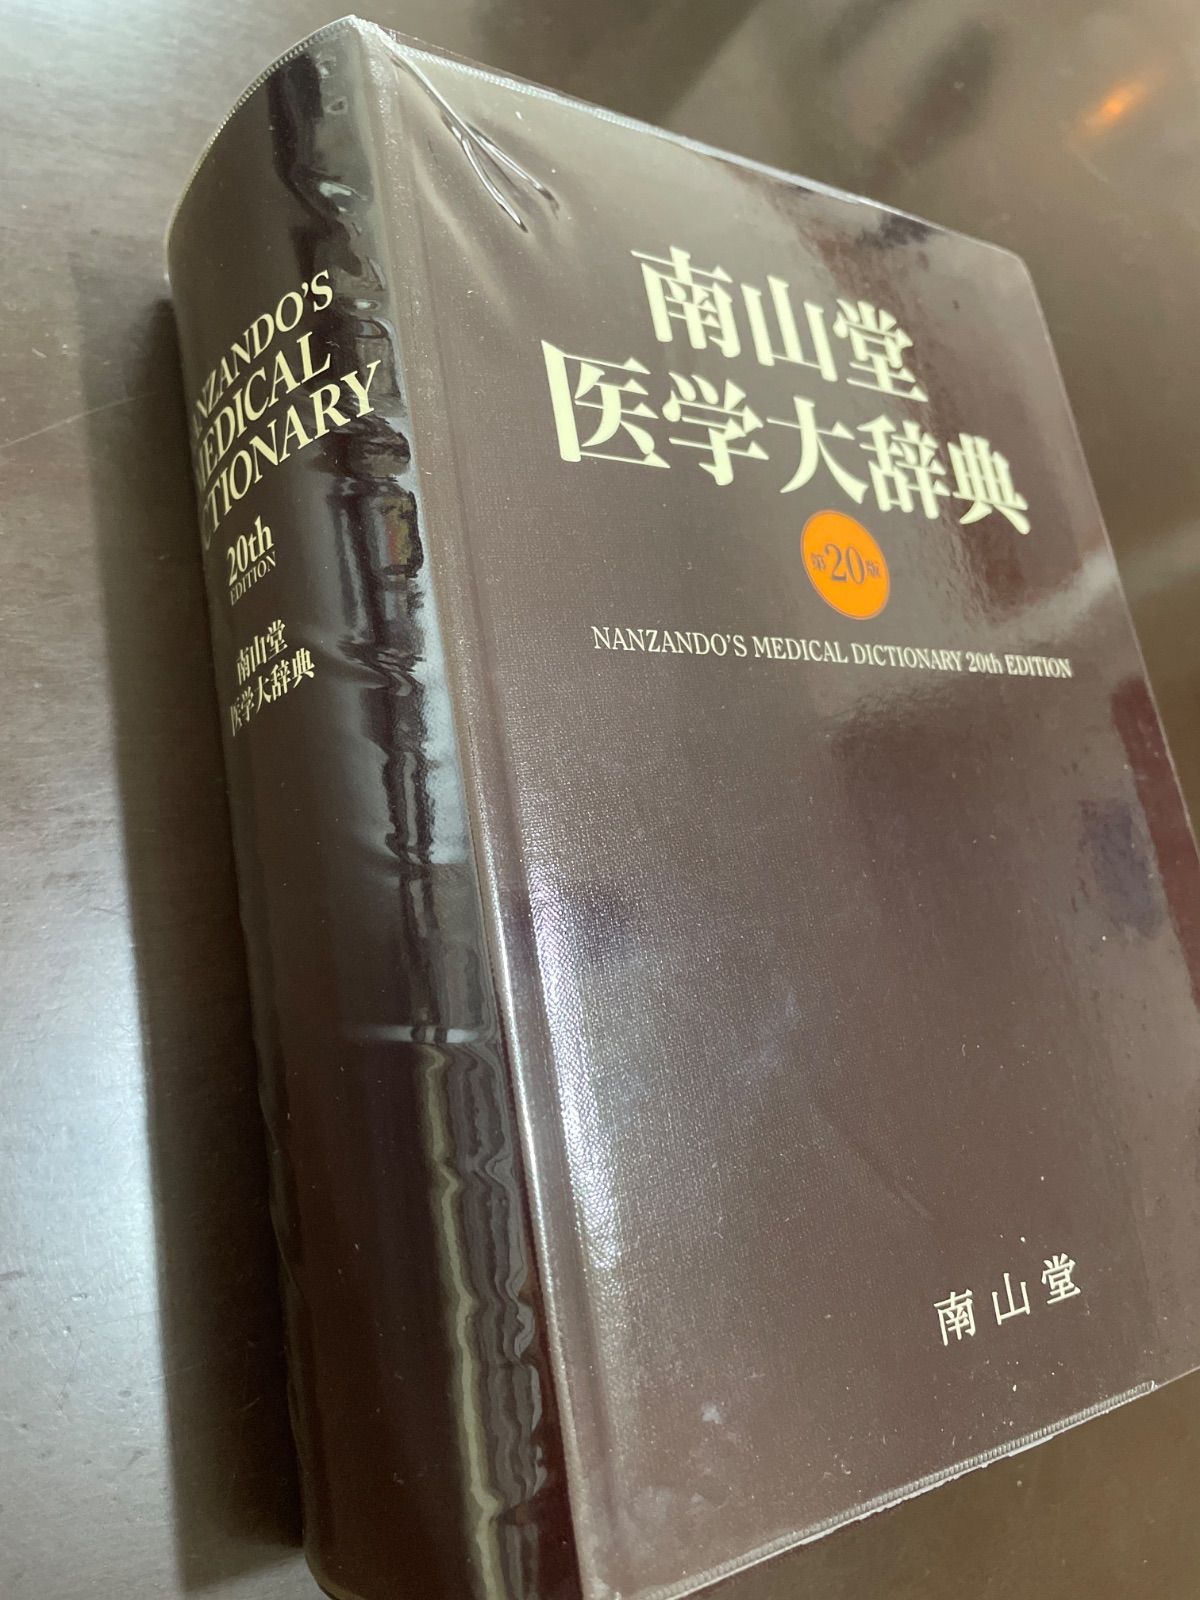 南山堂
医学大辞典
第20版
NANZANDO'S MEDICAL DICTIONARY 20th EDITION
南山堂
NANZANDO'S
MEDICAL
DICTIONARY
20th
EDITION
南山堂
医学大辞典